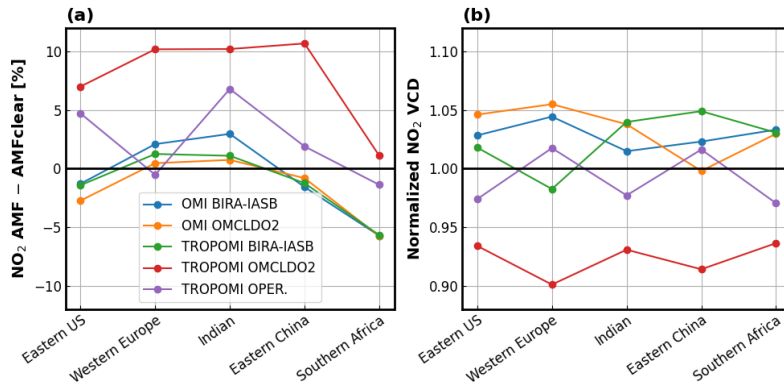 (a)
NO₂ AMF − AMFclear [%]
10
5
0
−5
−10
OMI BIRA-IASB
OMI OMCLDO2
TROPOMI BIRA-IASB
TROPOMI OMCLDO2
TROPOMI OPER.
Eastern US
Western Europe
Indian
Eastern China
Southern Africa
(b)
Normalized NO₂ VCD
1.10
1.05
1.00
0.95
0.90
Eastern US
Western Europe
Indian
Eastern China
Southern Africa